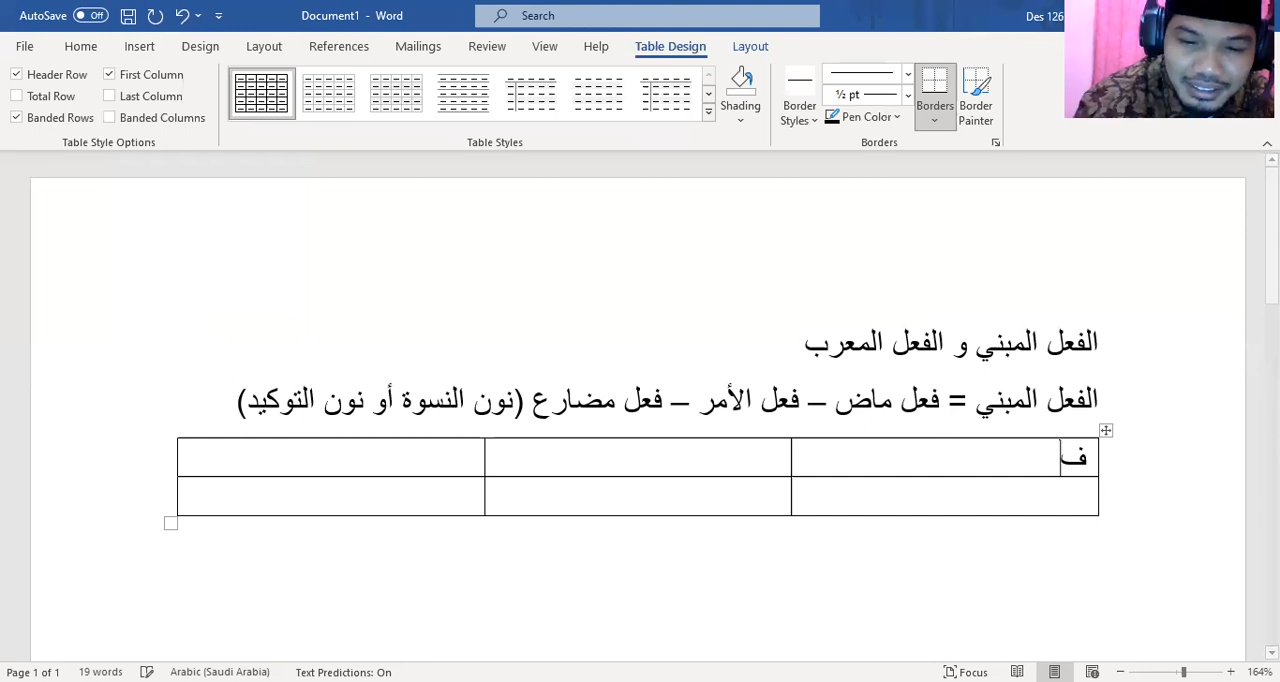 AutoSave Off Document1 - Word Search Des 126
File Home Insert Design Layout References Mailings Review View Help Table Design Layout
Header Row First Column
Total Row Last Column
Banded Rows Banded Columns
Table Style Options
Table Styles
Shading
Border Styles
½ pt
Pen Color
Borders
Border Painter
Borders
الفعل المبني و الفعل المعرب
الفعل المبني = فعل ماض – فعل الأمر – فعل مضارع (نون النسوة أو نون التوكيد)
ف
Page 1 of 1 19 words Arabic (Saudi Arabia) Text Predictions: On Focus 164%